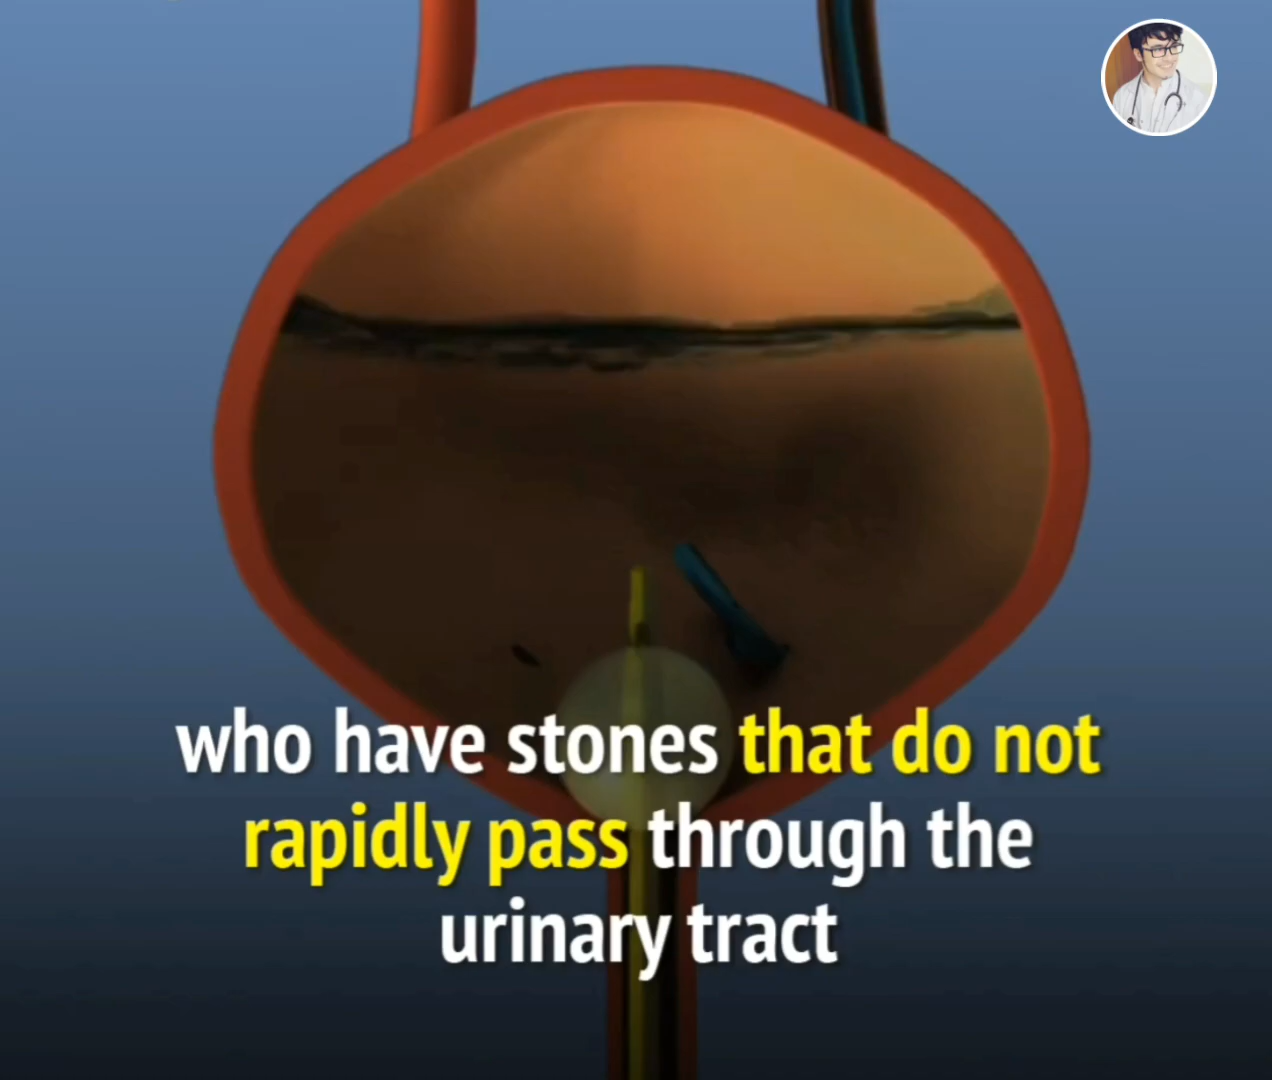 who have stones that do not
rapidly pass through the
urinary tract